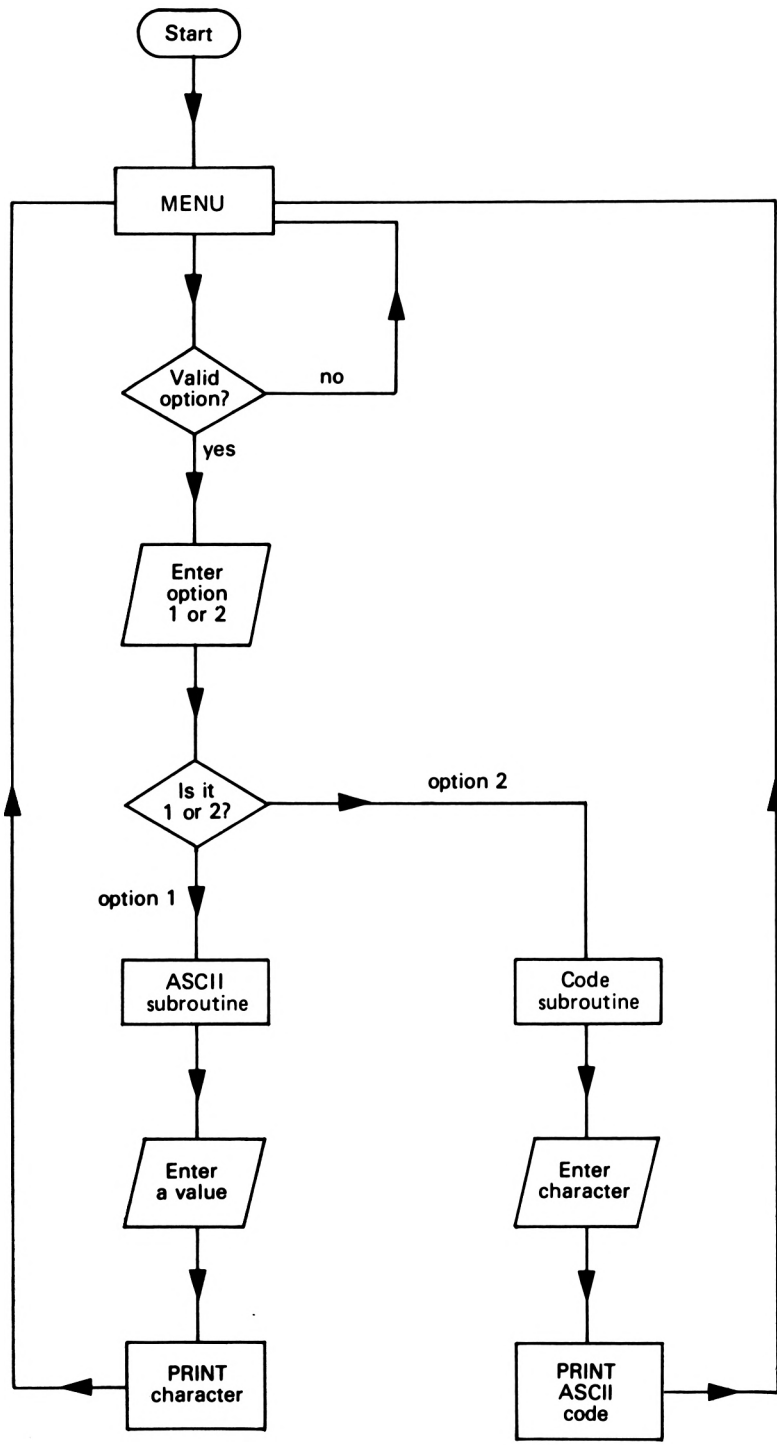 Start
MENU
Valid
option?
no
yes
Enter
option
1 or 2
Is it
1 or 2?
option 2
option 1
ASCII
subroutine
Code
subroutine
Enter
a value
Enter
character
PRINT
character
PRINT
ASCII
code